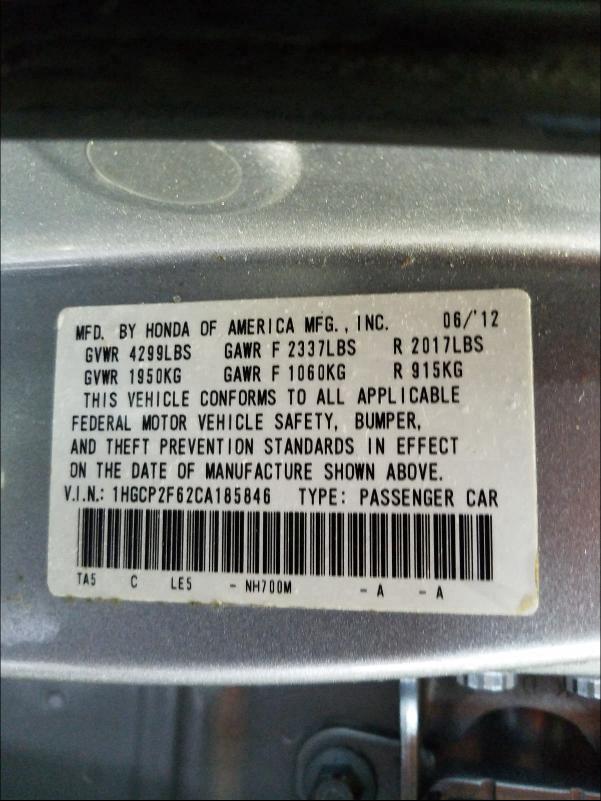 MFD. BY HONDA OF AMERICA MFG., INC. 06/'12
GVWR 4299LBS GAWR F 2337LBS R 2017LBS
GVWR 1950KG GAWR F 1060KG R 915KG
THIS VEHICLE CONFORMS TO ALL APPLICABLE
FEDERAL MOTOR VEHICLE SAFETY, BUMPER,
AND THEFT PREVENTION STANDARDS IN EFFECT
ON THE DATE OF MANUFACTURE SHOWN ABOVE.
V.I.N.: 1HGCP2F62CA185846 TYPE: PASSENGER CAR
TA5 C LE5 - NH700M - A - A